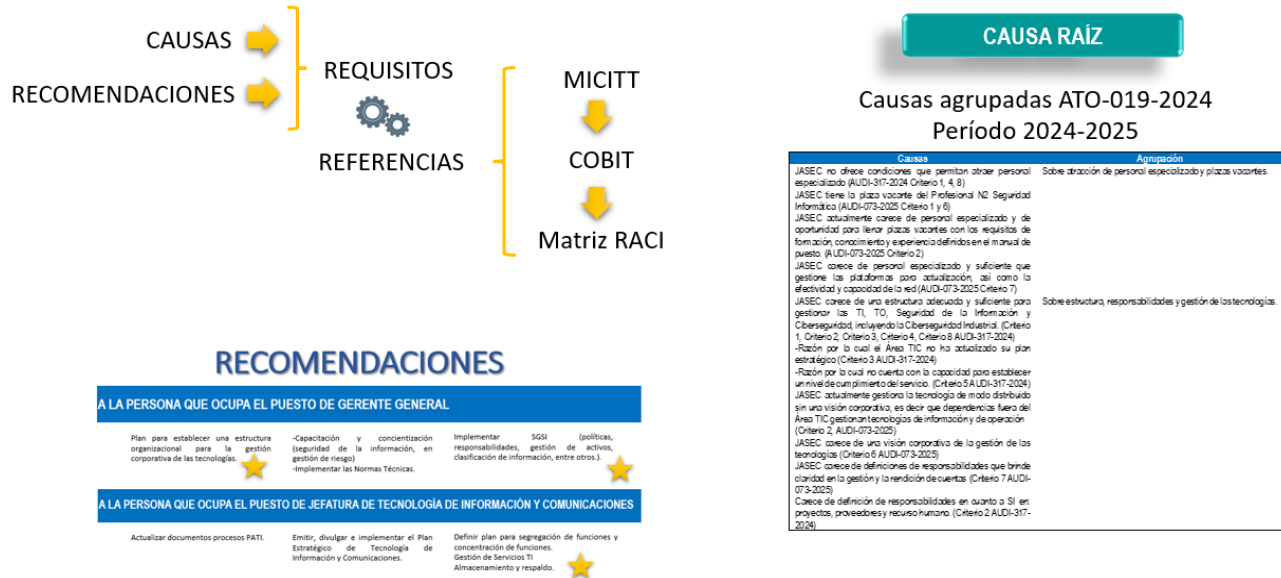 CAUSAS
RECOMENDACIONES
REQUISITOS
REFERENCIAS
MICITT
COBIT
Matriz RACI
RECOMENDACIONES
A LA PERSONA QUE OCUPA EL PUESTO DE GERENTE GENERAL
Plan para establecer una estructura
organizacional para la gestión
corporativa de las tecnologías.
-Capacitación y concientización
(seguridad de la información, en
gestión de riesgo)
-Implementar las Normas Técnicas.
Implementar SGSI (políticas,
responsabilidades, gestión de activos,
clasificación de información, entre otros.).
A LA PERSONA QUE OCUPA EL PUESTO DE JEFATURA DE TECNOLOGÍA DE INFORMACIÓN Y COMUNICACIONES
Actualizar documentos procesos PATI.
Emitir, divulgar e implementar el Plan
Estratégico de Tecnología de
Información y Comunicaciones.
Definir plan para segregación de funciones y
concentración de funciones.
Gestión de Servicios TI
Almacenamiento y respaldo.
CAUSA RAÍZ
Causas agrupadas ATO-019-2024
Período 2024-2025
Causas
Agrupación
JASEC no ofrece condiciones que permitan atraer personal
especializado (AUDI-317-2024 Criterio 1, 4, 8)
JASEC tiene la plaza vacante del Profesional N2 Seguridad
Informática (AUDI-073-2025 Criterio 1 y 6)
JASEC actualmente carece de personal especializado y de
oportunidad para llenar plazas vacantes con los requisitos de
formación, conocimiento y experiencia definidos en el manual de
puesto. (AUDI-073-2025 Criterio 2)
JASEC carece de personal especializado y suficiente que
gestione las plataformas para actualización, así como la
efectividad y capacidad de la red (AUDI-073-2025 Criterio 7)
Sobre atracción de personal especializado y plazas vacantes.
JASEC carece de una estructura adecuada y suficiente para
gestionar las TI, TO, Seguridad de la Información y
Ciberseguridad, incluyendo la Ciberseguridad Industrial. (Criterio
1, Criterio 2, Criterio 3, Criterio 4, Criterio 8 AUDI-317-2024)
-Razón por la cual el Área TIC no ha actualizado su plan
estratégico (Criterio 3 AUDI-317-2024)
-Razón por la cual no cuenta con la capacidad para establecer
un nivel de cumplimiento del servicio. (Criterio 5 AUDI-317-2024)
JASEC actualmente gestiona la tecnología de modo distribuido
sin una visión corporativa, es decir que dependencias fuera del
Área TIC gestionan tecnologías de información y de operación
(Criterio 2, AUDI-073-2025)
JASEC carece de una visión corporativa de la gestión de las
tecnologías (Criterio 6 AUDI-073-2025)
JASEC carece de definiciones de responsabilidades que brinde
claridad en la gestión y la rendición de cuentas (Criterio 7 AUDI-
073-2025)
Carece de definición de responsabilidades en cuanto a SI en:
proyectos, proveedores y recurso humano. (Criterio 2 AUDI-317-
2024)
Sobre estructura, responsabilidades y gestión de las tecnologías.